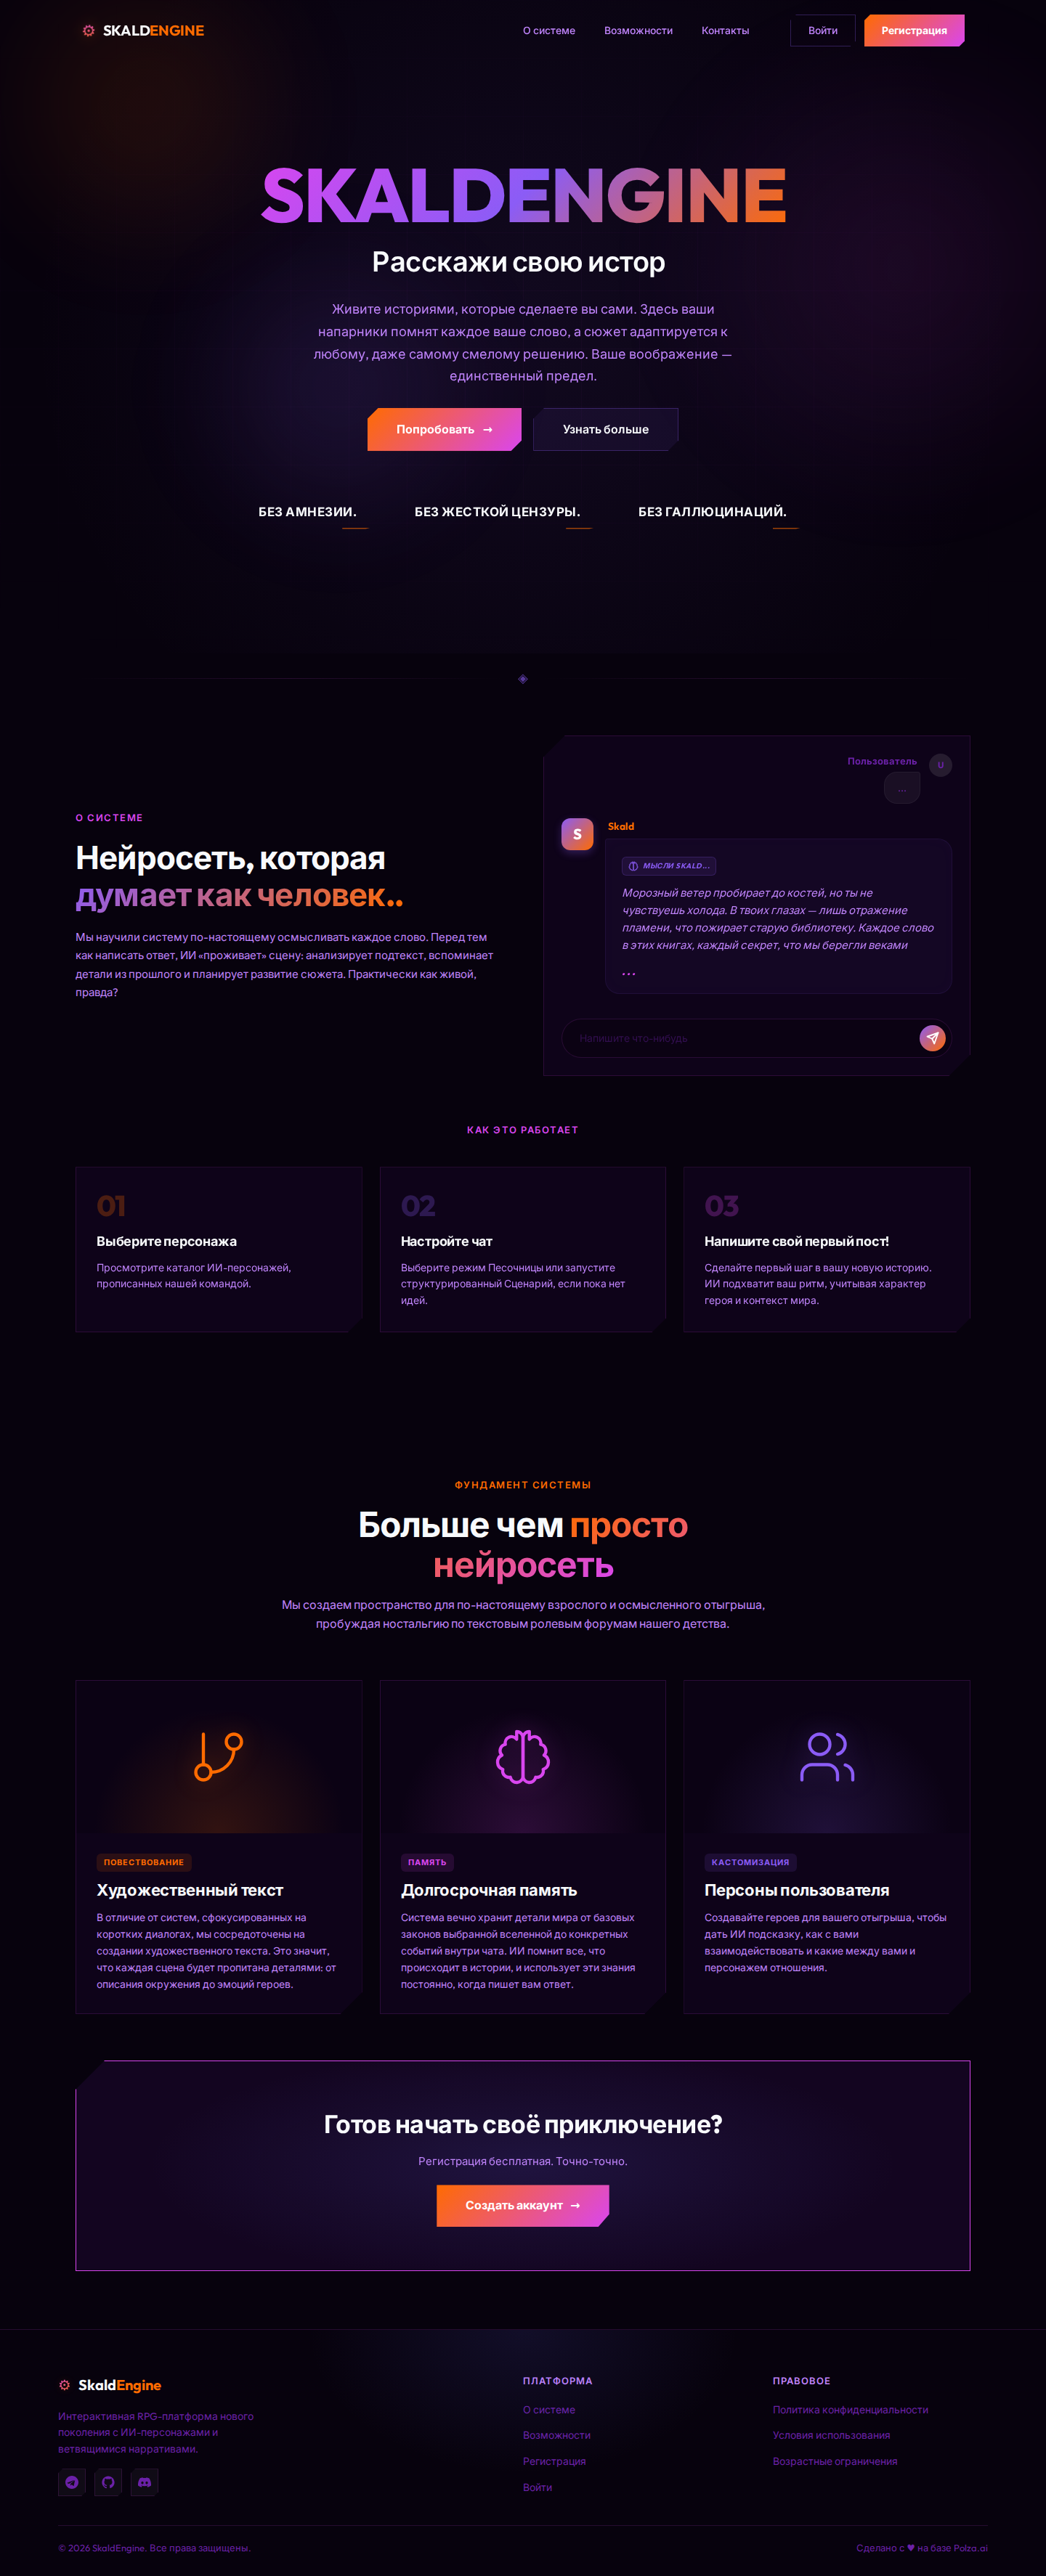 SKALDENGINE
О системе
Возможности
Контакты
Войти
Регистрация
SKALDENGINE
Расскажи свою истор
Живите историями, которые сделаете вы сами. Здесь ваши
напарники помнят каждое ваше слово, а сюжет адаптируется к
любому, даже самому смелому решению. Ваше воображение —
единственный предел.
Попробовать →
Узнать больше
БЕЗ АМНЕЗИИ.
БЕЗ ЖЕСТКОЙ ЦЕНЗУРЫ.
БЕЗ ГАЛЛЮЦИНАЦИЙ.
О СИСТЕМЕ
Нейросеть, которая
думает как человек..
Мы научили систему по-настоящему осмысливать каждое слово. Перед тем
как написать ответ, ИИ «проживает» сцену: анализирует подтекст, вспоминает
детали из прошлого и планирует развитие сюжета. Практически как живой,
правда?
Пользователь
U
...
S
Skald
МЫСЛИ SKALD...
Морозный ветер пробирает до костей, но ты не
чувствуешь холода. В твоих глазах — лишь отражение
пламени, что пожирает старую библиотеку. Каждое слово
в этих книгах, каждый секрет, что мы берегли веками
...
Напишите что-нибудь
КАК ЭТО РАБОТАЕТ
01
Выберите персонажа
Просмотрите каталог ИИ-персонажей,
прописанных нашей командой.
02
Настройте чат
Выберите режим Песочницы или запустите
структурированный Сценарий, если пока нет
идей.
03
Напишите свой первый пост!
Сделайте первый шаг в вашу новую историю.
ИИ подхватит ваш ритм, учитывая характер
героя и контекст мира.
ФУНДАМЕНТ СИСТЕМЫ
Больше чем просто
нейросеть
Мы создаем пространство для по-настоящему взрослого и осмысленного отыгрыша,
пробуждая ностальгию по текстовым ролевым форумам нашего детства.
ПОВЕСТВОВАНИЕ
Художественный текст
В отличие от систем, сфокусированных на
коротких диалогах, мы сосредоточены на
создании художественного текста. Это значит,
что каждая сцена будет пропитана деталями: от
описания окружения до эмоций героев.
ПАМЯТЬ
Долгосрочная память
Система вечно хранит детали мира от базовых
законов выбранной вселенной до конкретных
событий внутри чата. ИИ помнит все, что
происходит в истории, и использует эти знания
постоянно, когда пишет вам ответ.
КАСТОМИЗАЦИЯ
Персоны пользователя
Создавайте героев для вашего отыгрыша, чтобы
дать ИИ подсказку, как с вами
взаимодействовать и какие между вами и
персонажем отношения.
Готов начать своё приключение?
Регистрация бесплатная. Точно-точно.
Создать аккаунт →
SkaldEngine
Интерактивная RPG-платформа нового
поколения с ИИ-персонажами и
ветвящимися нарративами.
ПЛАТФОРМА
О системе
Возможности
Регистрация
Войти
ПРАВОВОЕ
Политика конфиденциальности
Условия использования
Возрастные ограничения
© 2026 SkaldEngine. Все права защищены.
Сделано с ♥ на базе Polza.ai